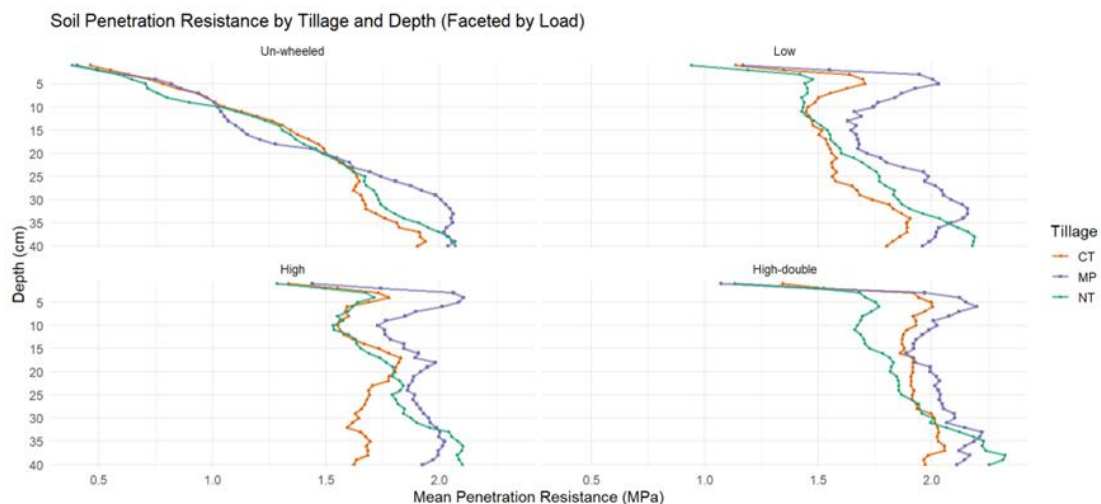 Soil Penetration Resistance by Tillage and Depth (Faceted by Load)
Un-wheeled
Low
5
10
15
20
25
30
35
40
High
High-double
5
10
15
20
25
30
35
40
0.5
1.0
1.5
2.0
0.5
1.0
1.5
2.0
Depth (cm)
Mean Penetration Resistance (MPa)
Tillage
CT
MP
NT